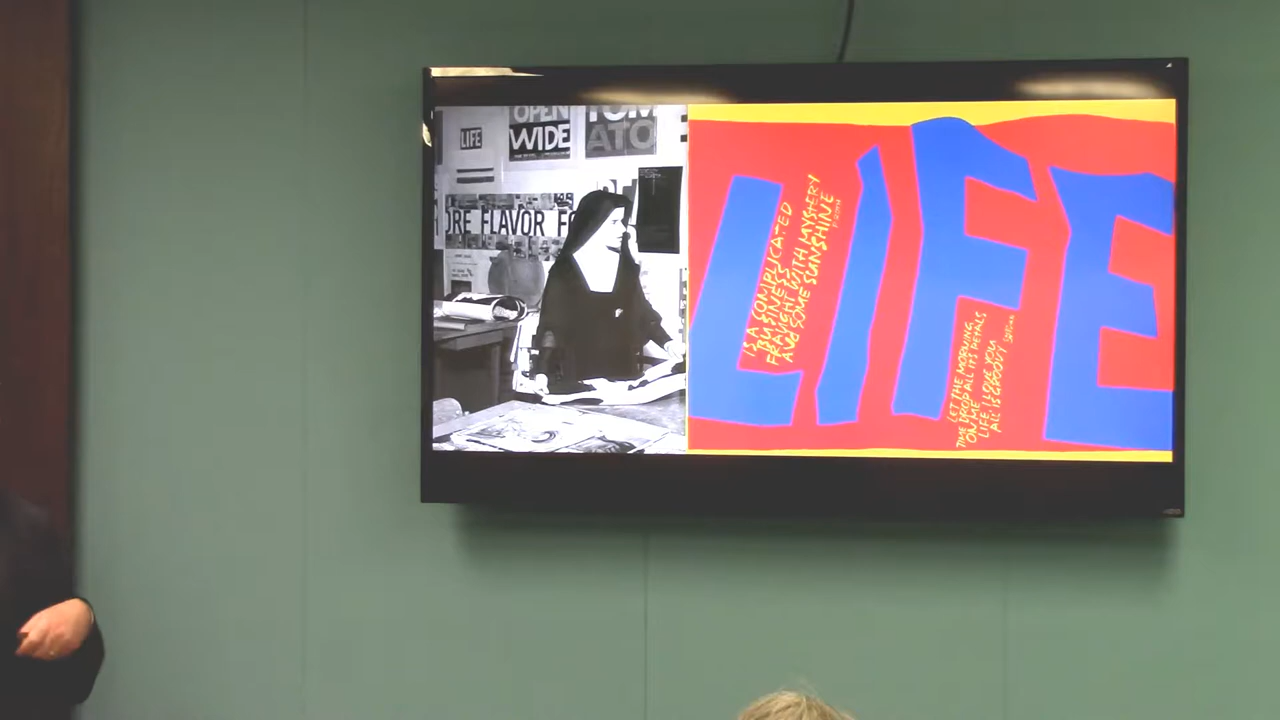 OPEN
WIDE
TOM
ATO
LIFE
ORE FLAVOR FO
LIFE
IS A COMPLICATED
BUSINESS
FRAUGHT WITH MYSTERY
AND SOME SUNSHINE
LET THE MORNING
TIME DROP ALL ITS PETALS
ON ME
LIFE, I LOVE YOU
ALL IS GROOVY